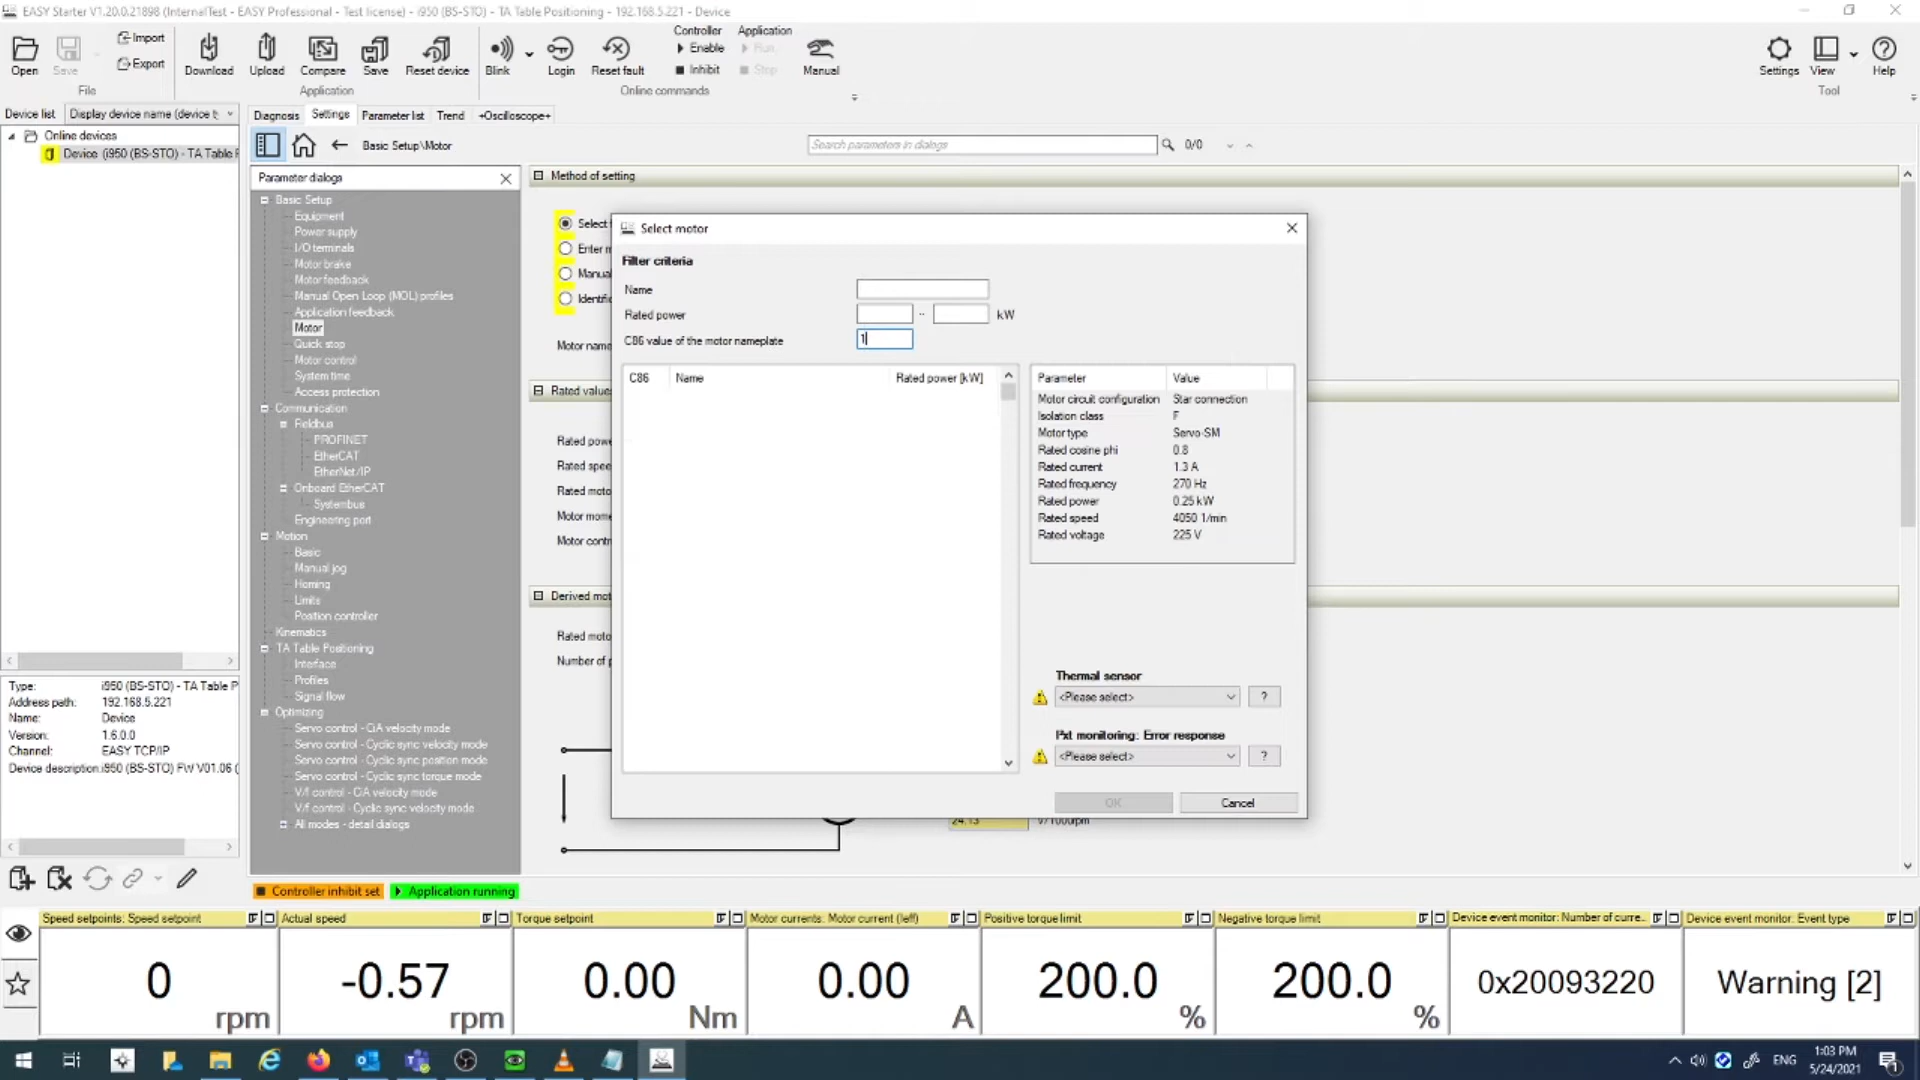 EASY Starter V1.20.0.21898 (InternalTest - EASY Professional - Test license) - i950 (BS-STO) - TA Table Positioning - 192.168.5.221 - Device
Open
Save
Import
Export
File
Download
Upload
Compare
Save
Reset device
Application
Blink
Login
Reset fault
Controller
Enable
Inhibit
Application
Run
Stop
Manual
Online commands
Settings
View
Help
Tool
Device list
Display device name (device t
Diagnosis
Settings
Parameter list
Trend
+Oscilloscope+
Online devices
Device (i950 (BS-STO) - TA Table P
Basic Setup\Motor
Search parameters in dialogs
0/0
Parameter dialogs
Basic Setup
Equipment
Power supply
I/O terminals
Motor brake
Motor feedback
Manual Open Loop (MOL) profiles
Application feedback
Motor
Quick stop
Motor control
System time
Access protection
Communication
Fieldbus
PROFINET
EtherCAT
EtherNet/IP
Onboard EtherCAT
Systembus
Engineering port
Motion
Basic
Manual jog
Homing
Limits
Position controller
Kinematics
TA Table Positioning
Interface
Profiles
Signal flow
Optimizing
Servo control - CiA velocity mode
Servo control - Cyclic sync velocity mode
Servo control - Cyclic sync position mode
Servo control - Cyclic sync torque mode
V/f control - CiA velocity mode
V/f control - Cyclic sync velocity mode
All modes - detail dialogs
Method of setting
Select
Enter m
Manual
Identific
Motor name
Rated values
Rated powe
Rated spee
Rated moto
Motor mome
Motor contr
Derived mot
Rated moto
Number of p
24.13
V/1000rpm
Select motor
Filter criteria
Name
Rated power
..
kW
C86 value of the motor nameplate
1
C86
Name
Rated power [kW]
Parameter Value
Motor circuit configuration Star connection
Isolation class F
Motor type Servo-SM
Rated cosine phi 0.8
Rated current 1.3 A
Rated frequency 270 Hz
Rated power 0.25 kW
Rated speed 4050 1/min
Rated voltage 225 V
Thermal sensor
<Please select>
?
I²xt monitoring: Error response
<Please select>
?
OK
Cancel
Type: i950 (BS-STO) - TA Table P
Address path: 192.168.5.221
Name: Device
Version: 1.6.0.0
Channel: EASY TCP/IP
Device description: i950 (BS-STO) FW V01.06 (
Controller inhibit set
Application running
Speed setpoints: Speed setpoint
0
rpm
Actual speed
-0.57
rpm
Torque setpoint
0.00
Nm
Motor currents: Motor current (Ieff)
0.00
A
Positive torque limit
200.0
%
Negative torque limit
200.0
%
Device event monitor: Number of curre..
0x20093220
Device event monitor: Event type
Warning [2]
ENG
1:03 PM
5/24/2021
1